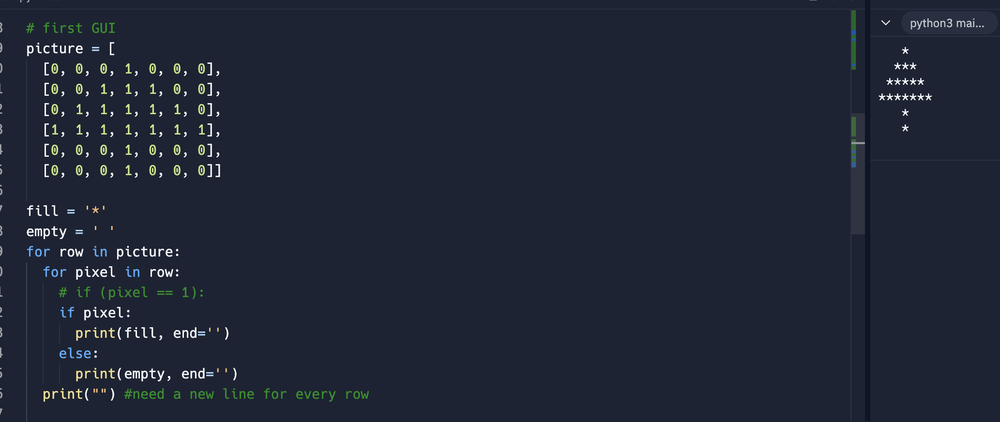 # first GUI
picture = [
  [0, 0, 0, 1, 0, 0, 0],
  [0, 0, 1, 1, 1, 0, 0],
  [0, 1, 1, 1, 1, 1, 0],
  [1, 1, 1, 1, 1, 1, 1],
  [0, 0, 0, 1, 0, 0, 0],
  [0, 0, 0, 1, 0, 0, 0]]

fill = '*'
empty = ' '
for row in picture:
  for pixel in row:
    # if (pixel == 1):
    if pixel:
      print(fill, end='')
    else:
      print(empty, end='')
  print("") #need a new line for every row
python3 mai...
   *
  ***
 *****
*******
   *
   *